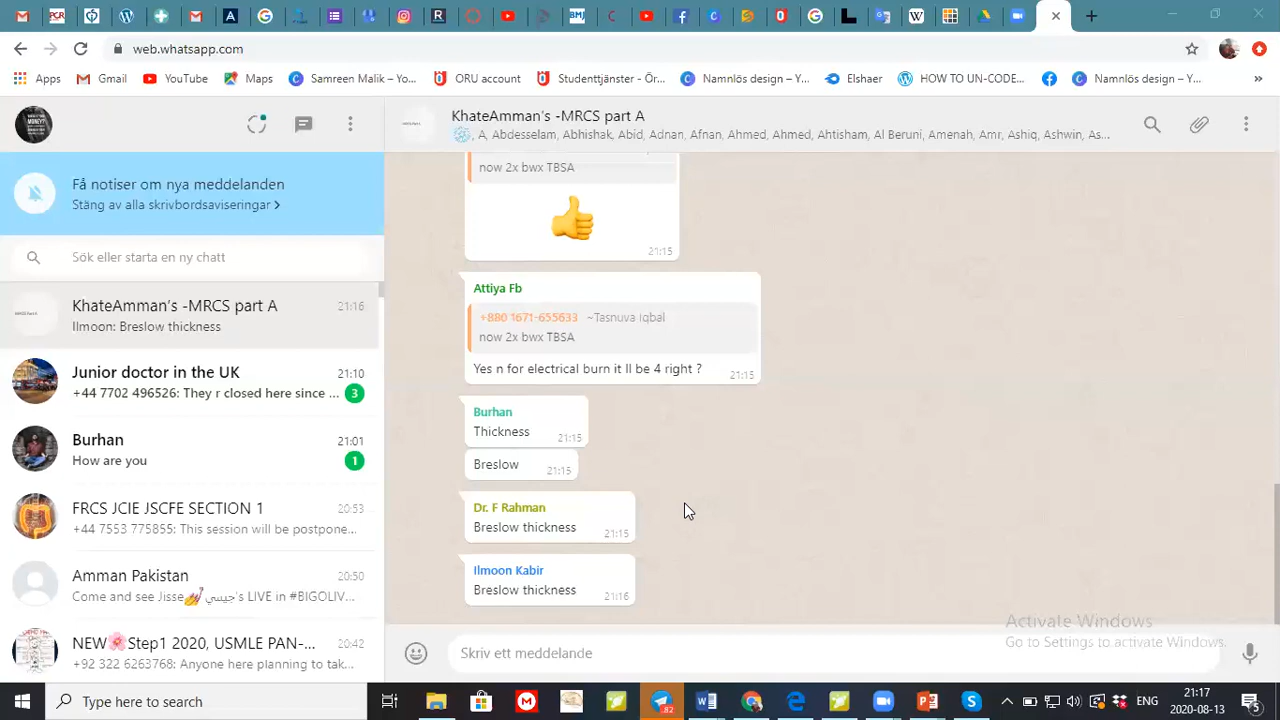 web.whatsapp.com
Apps
Gmail
YouTube
Maps
Samreen Malik – Yo...
ORU account
Studenttjänster - Ör...
Namnlös design – Y...
Elshaer
HOW TO UN-CODE...
Namnlös design – Y...
KhateAmman's -MRCS part A
A, Abdesselam, Abhishak, Abid, Adnan, Afnan, Ahmed, Ahmed, Ahtisham, Al Beruni, Amenah, Amr, Ashiq, Ashwin, As...
Få notiser om nya meddelanden
Stäng av alla skrivbordsaviseringar >
Sök eller starta en ny chatt
KhateAmman's -MRCS part A 21:16
Ilmoon: Breslow thickness
Junior doctor in the UK 21:10
+44 7702 496526: They r closed here since ... 3
Burhan 21:01
How are you 1
FRCS JCIE JSCFE SECTION 1 20:53
+44 7553 775855: This session will be postpone...
Amman Pakistan 20:50
Come and see Jisse💅جيسي's LIVE in #BIGOLIV...
NEW🌸Step1 2020, USMLE PAN-... 20:42
+92 322 6263768: Anyone here planning to tak...
now 2x bwx TBSA
👍
21:15
Attiya Fb
+880 1671-655633 ~Tasnuva Iqbal
now 2x bwx TBSA
Yes n for electrical burn it ll be 4 right ? 21:15
Burhan
Thickness 21:15
Breslow 21:15
Dr. F Rahman
Breslow thickness 21:15
Ilmoon Kabir
Breslow thickness 21:16
Activate Windows
Go to Settings to activate Windows.
Skriv ett meddelande
Type here to search
82
ENG
21:17
2020-08-13
5